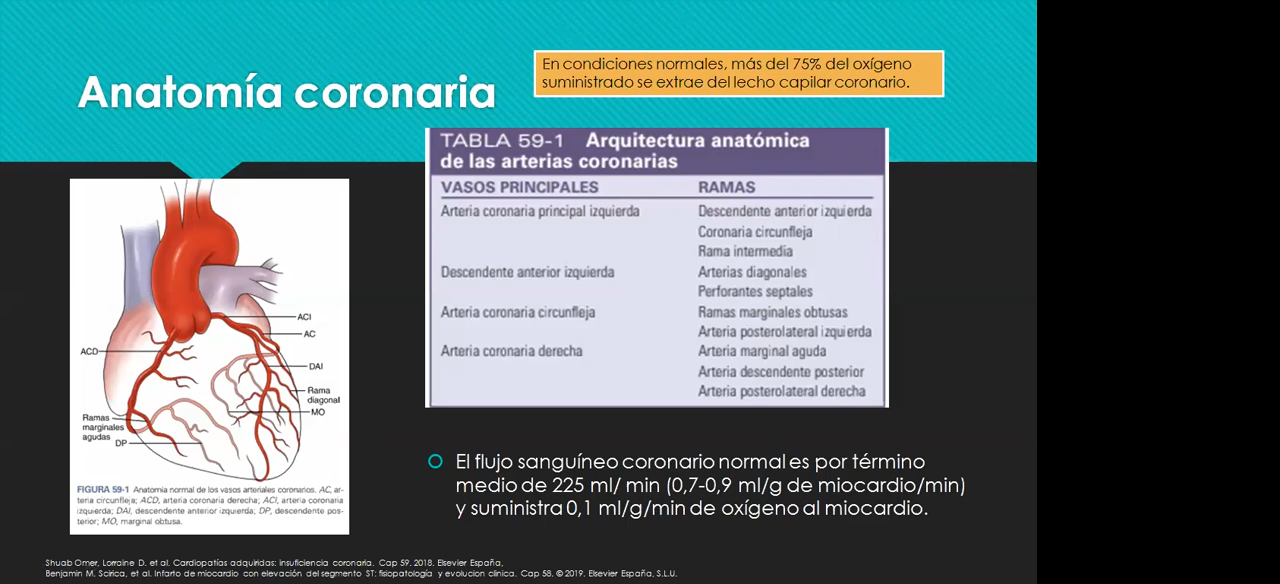 Anatomía coronaria
En condiciones normales, más del 75% del oxígeno
suministrado se extrae del lecho capilar coronario.
TABLA 59-1 Arquitectura anatómica
de las arterias coronarias
VASOS PRINCIPALES RAMAS
Arteria coronaria principal izquierda Descendente anterior izquierda
Coronaria circunfleja
Rama intermedia
Descendente anterior izquierda Arterias diagonales
Perforantes septales
Arteria coronaria circunfleja Ramas marginales obtusas
Arteria posterolateral izquierda
Arteria coronaria derecha Arteria marginal aguda
Arteria descendente posterior
Arteria posterolateral derecha
ACI
AC
ACD
DAI
Rama
diagonal
MO
Ramas
marginales
agudas
DP
FIGURA 59-1 Anatomía normal de los vasos arteriales coronarios. AC, ar-
teria circunfleja; ACD, arteria coronaria derecha; ACI, arteria coronaria
izquierda; DAI, descendente anterior izquierda; DP, descendente pos-
terior; MO, marginal obtusa.
El flujo sanguíneo coronario normal es por término
medio de 225 ml/ min (0,7-0,9 ml/g de miocardio/min)
y suministra 0,1 ml/g/min de oxígeno al miocardio.
Shuab Omer, Lorraine D. et al. Cardiopatías adquiridas: insuficiencia coronaria. Cap 59. 2018. Elsevier España,
Benjamin M. Scirica, et al. Infarto de miocardio con elevación del segmento ST: fisiopatología y evolucion clínica. Cap 58. © 2019. Elsevier España, S.L.U.